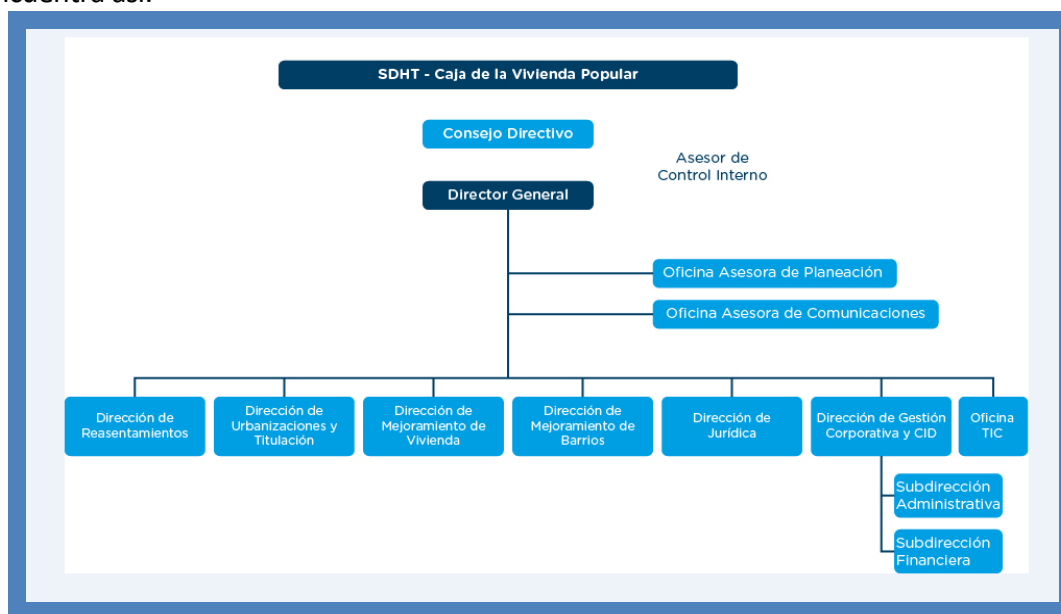 SDHT - Caja de la Vivienda Popular
Consejo Directivo
Asesor de
Control Interno
Director General
Oficina Asesora de Planeación
Oficina Asesora de Comunicaciones
Dirección de
Reasentamientos
Dirección de
Urbanizaciones y
Titulación
Dirección de
Mejoramiento de
Vivienda
Dirección de
Mejoramiento de
Barrios
Dirección de
Jurídica
Dirección de Gestión
Corporativa y CID
Oficina
TIC
Subdirección
Administrativa
Subdirección
Financiera